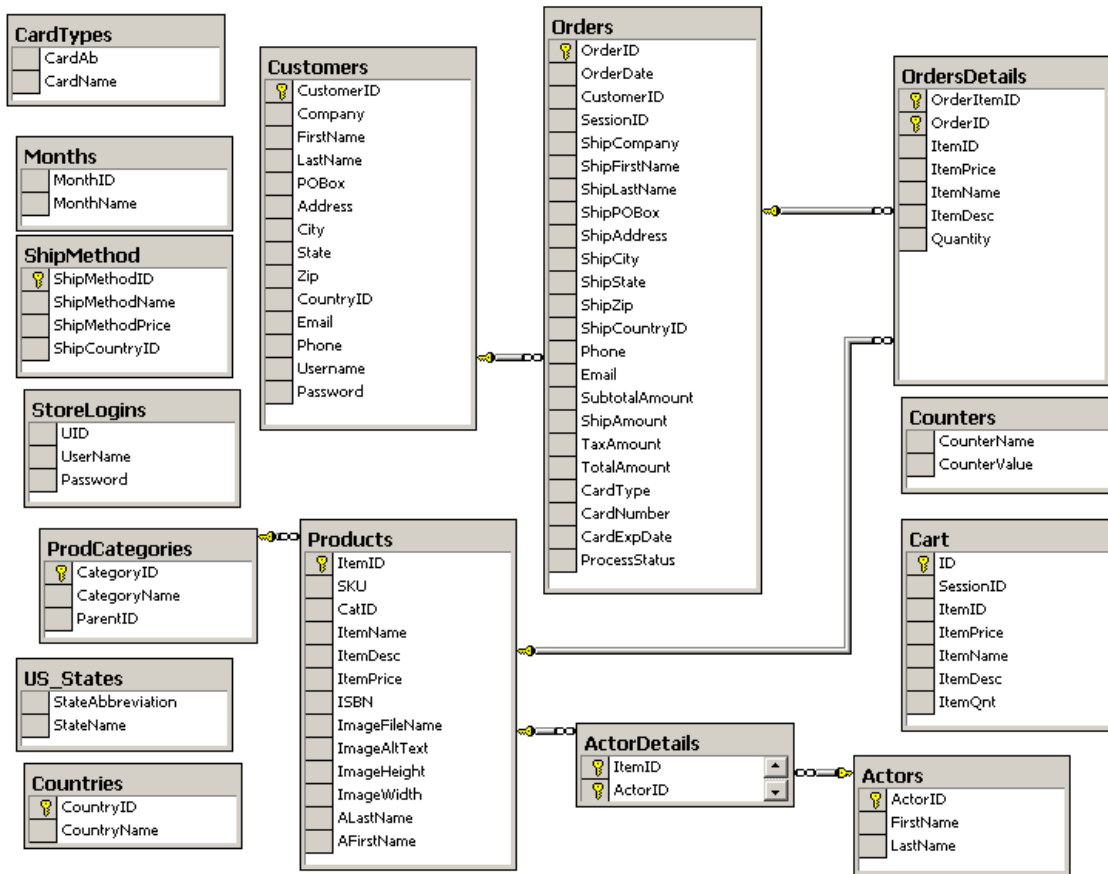 CardTypes
CardAb
CardName
Months
MonthID
MonthName
ShipMethod
ShipMethodID
ShipMethodName
ShipMethodPrice
ShipCountryID
StoreLogins
UID
UserName
Password
ProdCategories
CategoryID
CategoryName
ParentID
US_States
StateAbbreviation
StateName
Countries
CountryID
CountryName
Customers
CustomerID
Company
FirstName
LastName
POBox
Address
City
State
Zip
CountryID
Email
Phone
Username
Password
Products
ItemID
SKU
CatID
ItemName
ItemDesc
ItemPrice
ISBN
ImageFileName
ImageAltText
ImageHeight
ImageWidth
ALastName
AFirstName
Orders
OrderID
OrderDate
CustomerID
SessionID
ShipCompany
ShipFirstName
ShipLastName
ShipPOBox
ShipAddress
ShipCity
ShipState
ShipZip
ShipCountryID
Phone
Email
SubtotalAmount
ShipAmount
TaxAmount
TotalAmount
CardType
CardNumber
CardExpDate
ProcessStatus
ActorDetails
ItemID
ActorID
OrdersDetails
OrderItemID
OrderID
ItemID
ItemPrice
ItemName
ItemDesc
Quantity
Counters
CounterName
CounterValue
Cart
ID
SessionID
ItemID
ItemPrice
ItemName
ItemDesc
ItemQnt
Actors
ActorID
FirstName
LastName